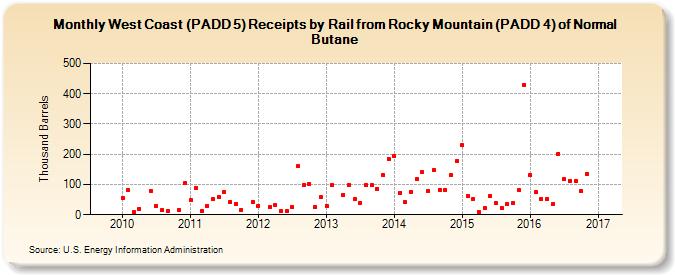 Monthly West Coast (PADD 5) Receipts by Rail from Rocky Mountain (PADD 4) of Normal
Butane
Thousand Barrels
500
400
300
200
100
0
2010 2011 2012 2013 2014 2015 2016 2017
Source: U.S. Energy Information Administration